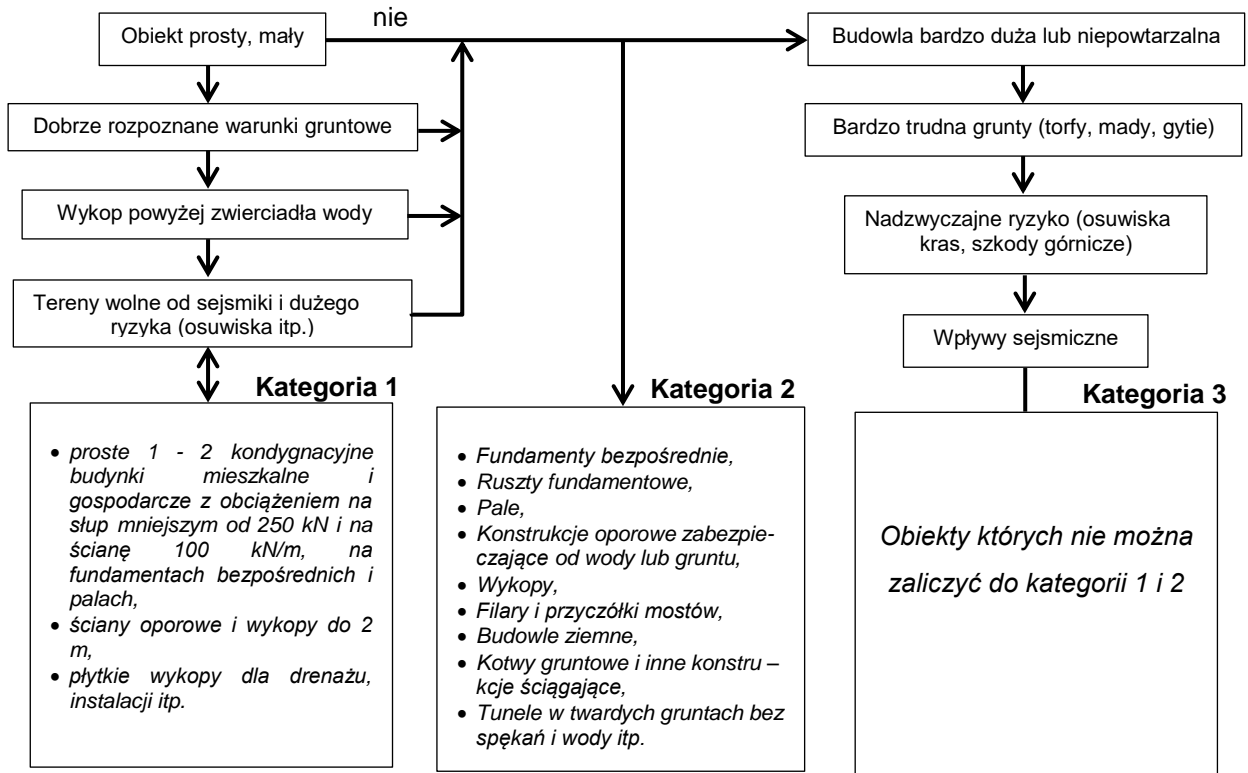 nie
Obiekt prosty, mały
Dobrze rozpoznane warunki gruntowe
Wykop powyżej zwierciadła wody
Tereny wolne od sejsmiki i dużego
ryzyka (osuwiska itp.)
Kategoria 1
• proste 1 - 2 kondygnacyjne
budynki mieszkalne i
gospodarcze z obciążeniem na
słup mniejszym od 250 kN i na
ścianę 100 kN/m, na
fundamentach bezpośrednich i
palach,
• ściany oporowe i wykopy do 2
m,
• płytkie wykopy dla drenażu,
instalacji itp.
Kategoria 2
• Fundamenty bezpośrednie,
• Ruszty fundamentowe,
• Pale,
• Konstrukcje oporowe zabezpie-
czające od wody lub gruntu,
• Wykopy,
• Filary i przyczółki mostów,
• Budowle ziemne,
• Kotwy gruntowe i inne konstru –
kcje ściągające,
• Tunele w twardych gruntach bez
spękań i wody itp.
Budowla bardzo duża lub niepowtarzalna
Bardzo trudna grunty (torfy, mady, gytie)
Nadzwyczajne ryzyko (osuwiska
kras, szkody górnicze)
Wpływy sejsmiczne
Kategoria 3
Obiekty których nie można
zaliczyć do kategorii 1 i 2